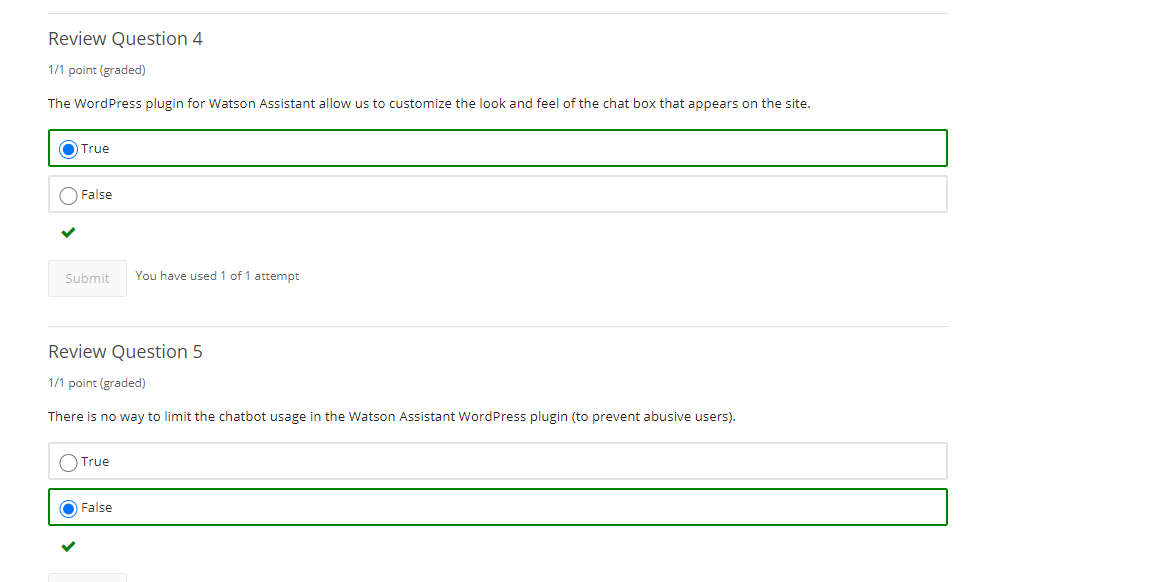 Review Question 4
1/1 point (graded)
The WordPress plugin for Watson Assistant allow us to customize the look and feel of the chat box that appears on the site.
True
False
Submit You have used 1 of 1 attempt
Review Question 5
1/1 point (graded)
There is no way to limit the chatbot usage in the Watson Assistant WordPress plugin (to prevent abusive users).
True
False